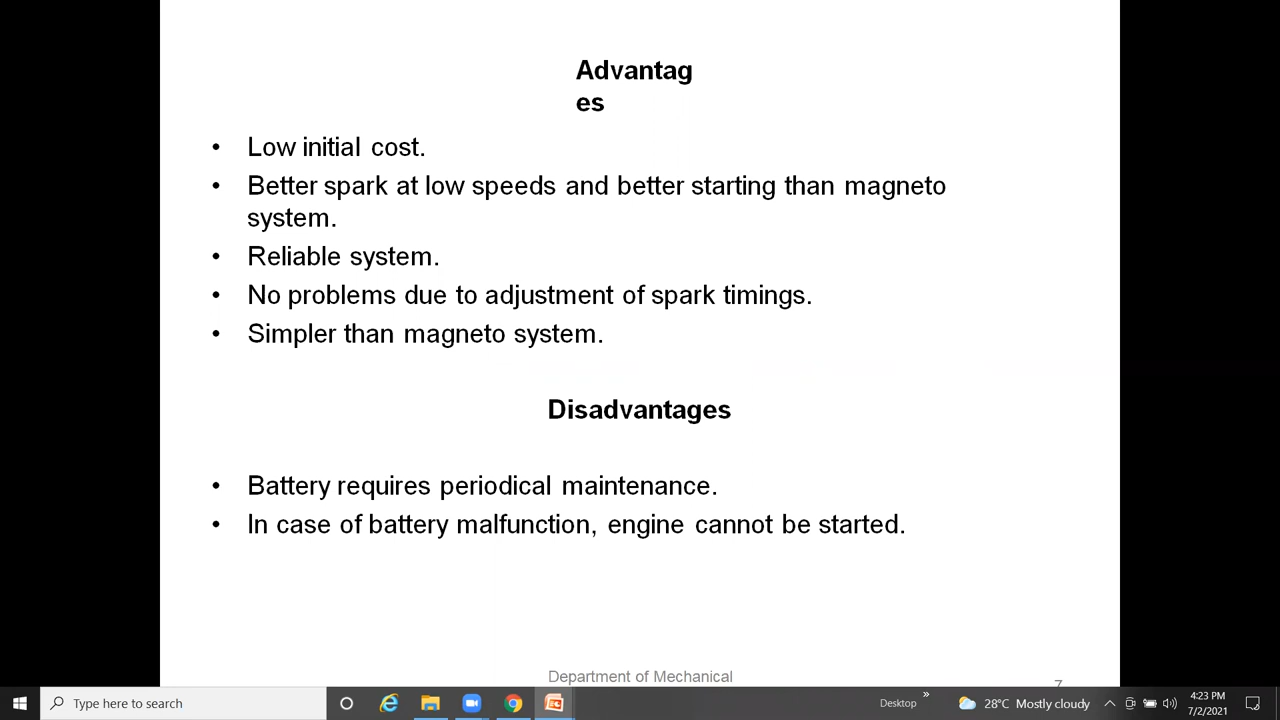 Advantag
es
• Low initial cost.
• Better spark at low speeds and better starting than magneto
system.
• Reliable system.
• No problems due to adjustment of spark timings.
• Simpler than magneto system.
Disadvantages
• Battery requires periodical maintenance.
• In case of battery malfunction, engine cannot be started.
Department of Mechanical
7
Type here to search
Desktop
28°C Mostly cloudy
4:23 PM
7/2/2021